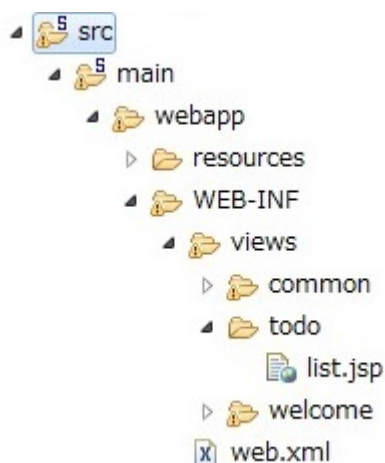 src
main
webapp
resources
WEB-INF
views
common
todo
list.jsp
welcome
web.xml